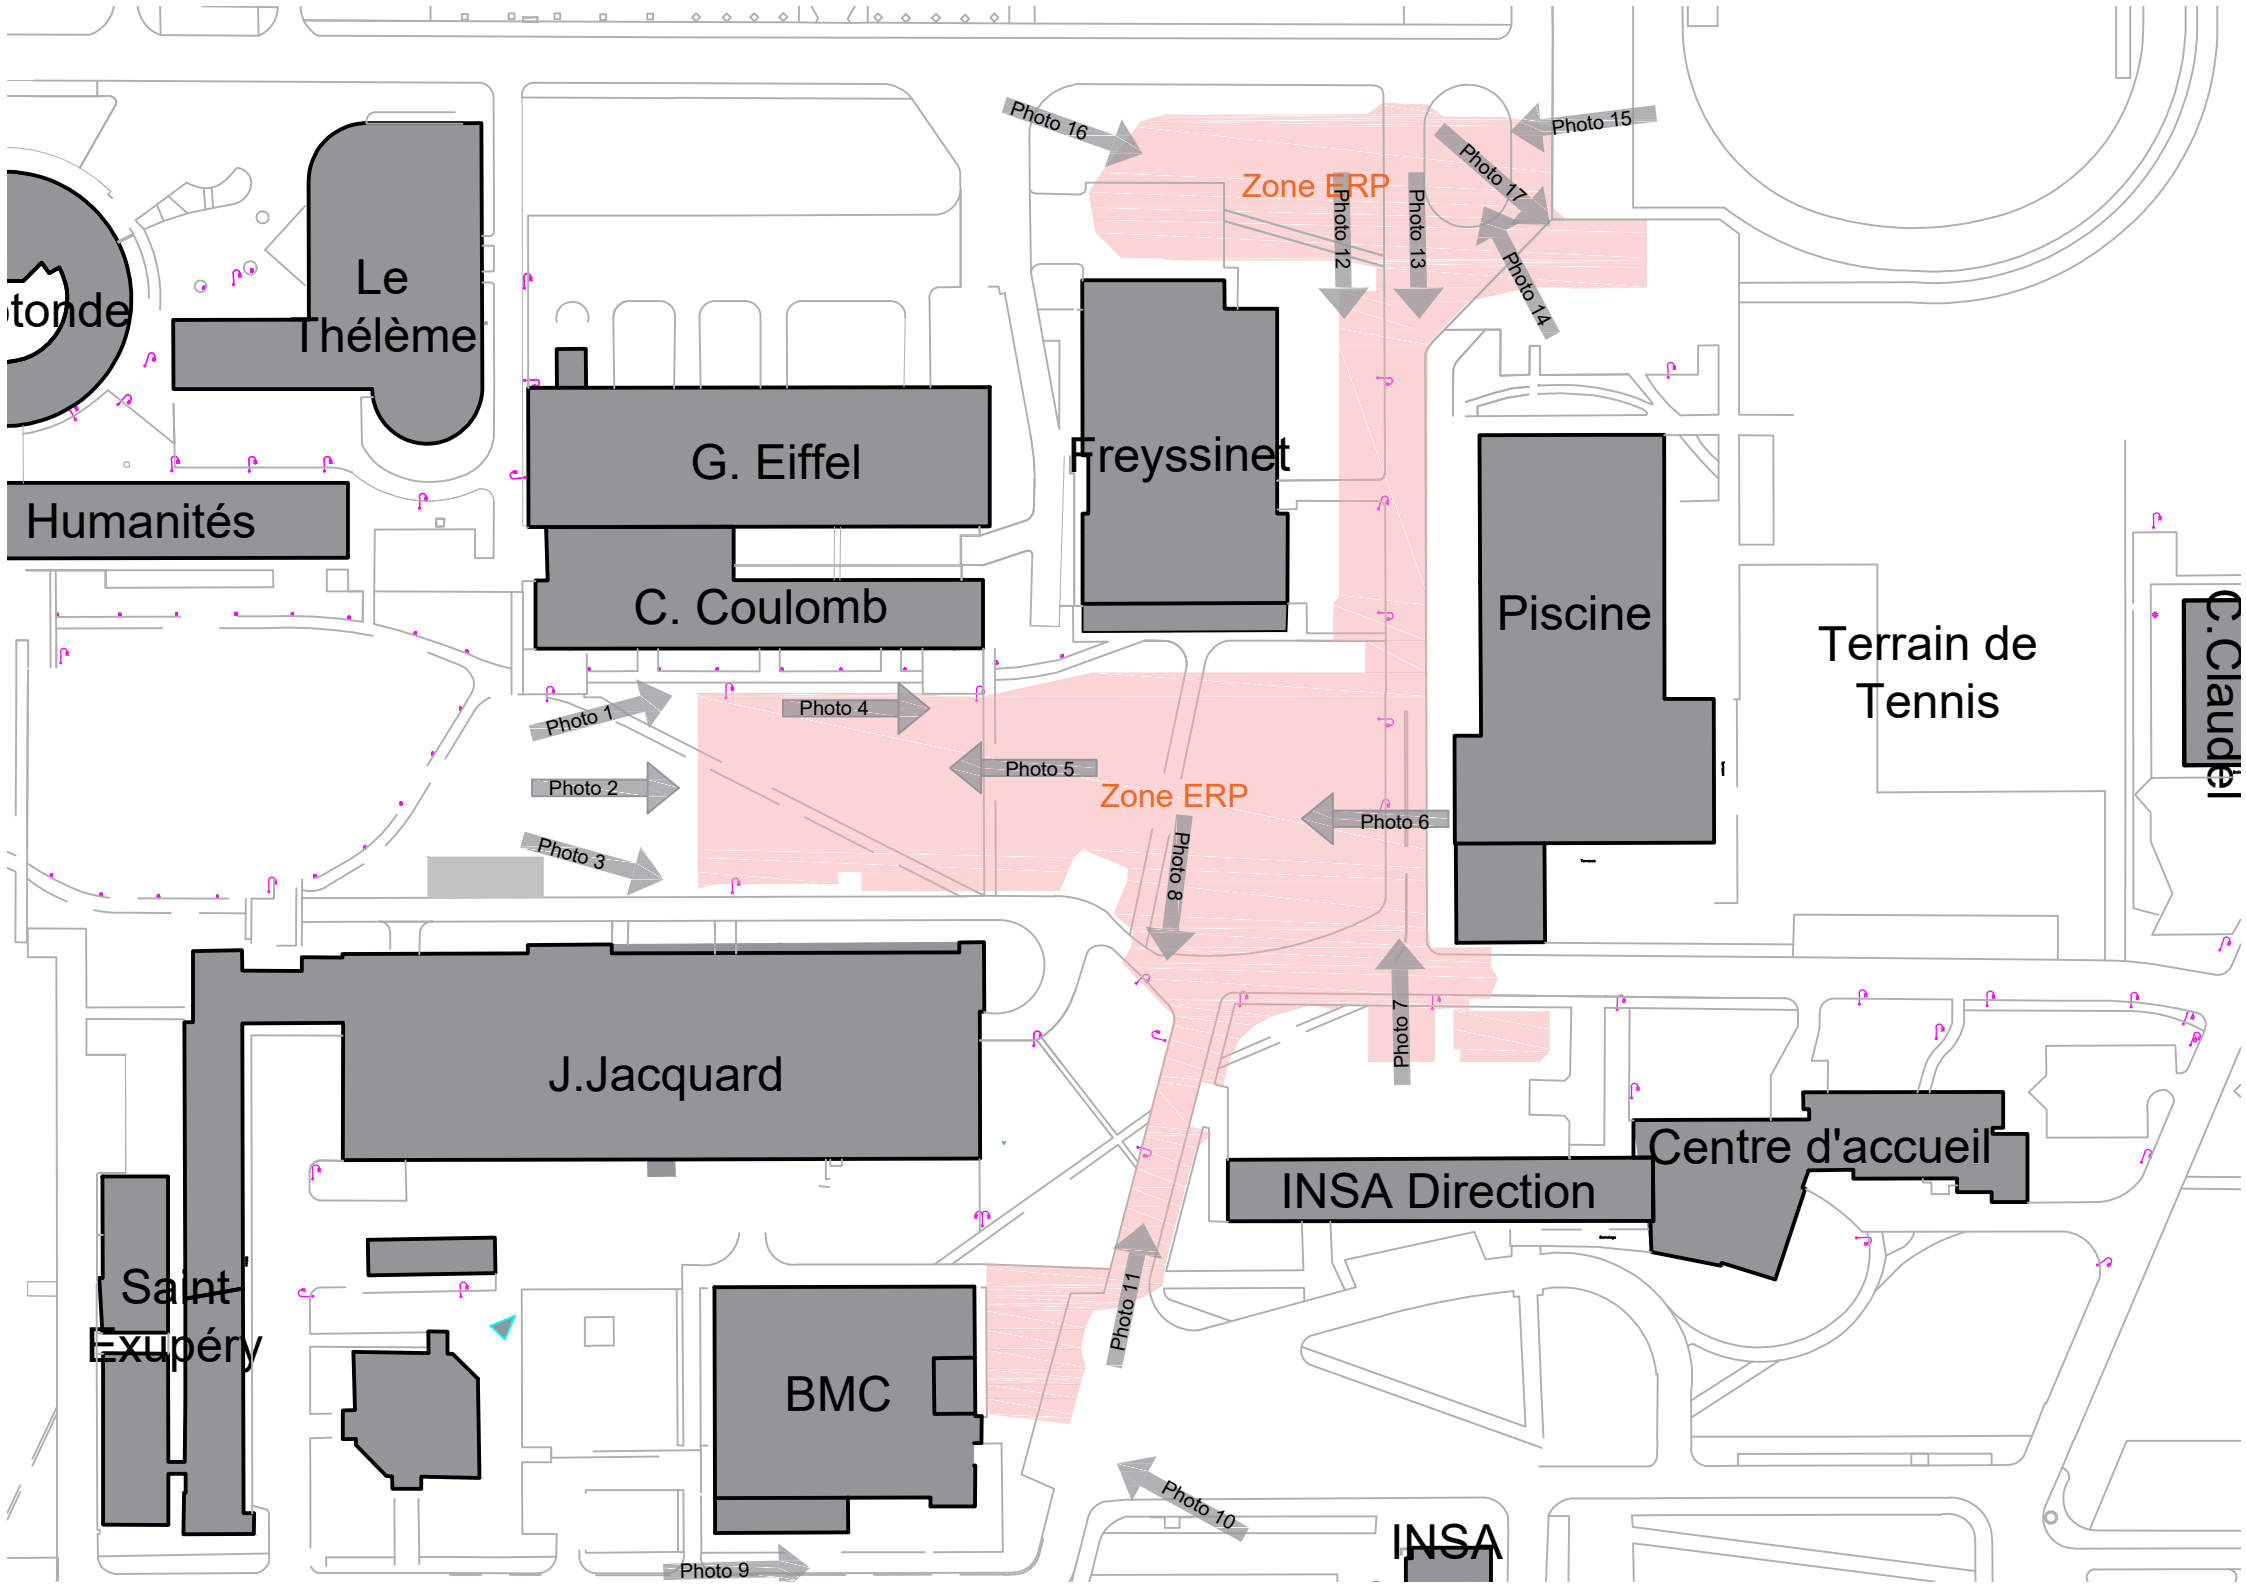 Photo 16
Photo 15
Photo 17
Zone ERP
Photo 12
Photo 13
Photo 14
Le
Thélème
tonde
G. Eiffel
Freyssinet
Humanités
C. Coulomb
Piscine
Terrain de
Tennis
C.Claudel
Photo 1
Photo 4
Photo 5
Photo 2
Zone ERP
Photo 6
Photo 3
Photo 8
Photo 7
J.Jacquard
Centre d'accueil
INSA Direction
Saint
Exupéry
Photo 11
BMC
Photo 10
INSA
Photo 9